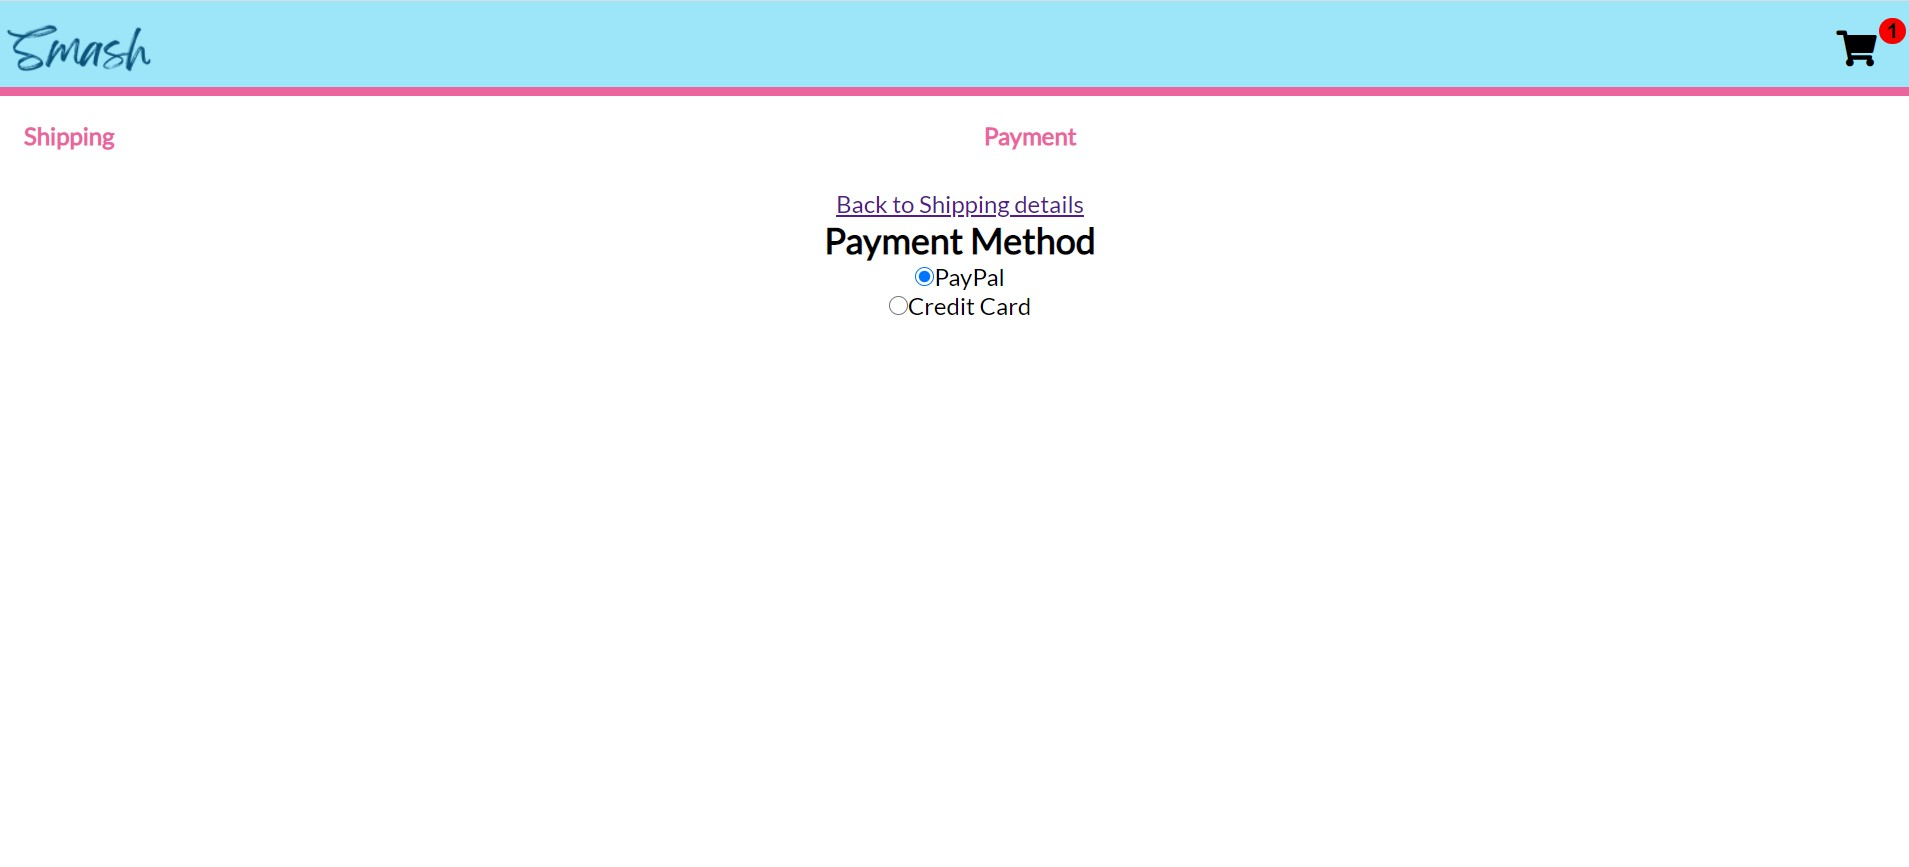 Smash
1
Shipping
Payment
Back to Shipping details
Payment Method
PayPal
Credit Card